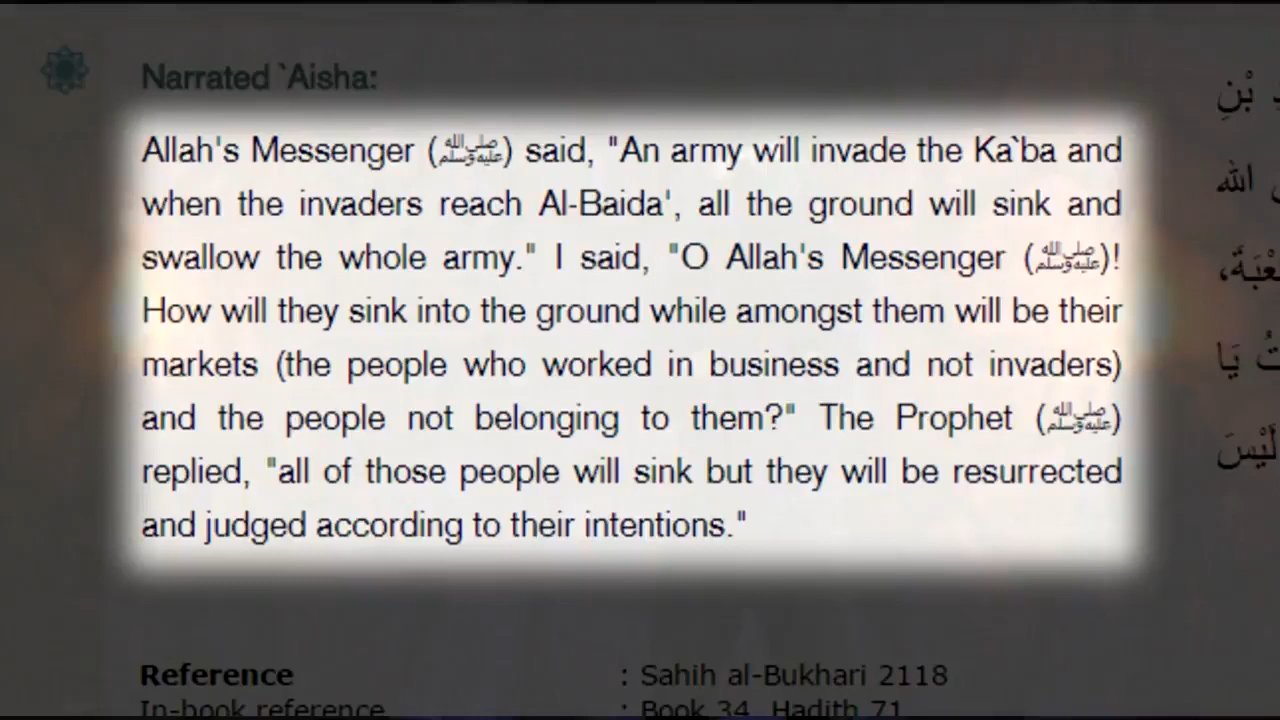 Narrated `Aisha:
Allah's Messenger (ﷺ) said, "An army will invade the Ka`ba and
when the invaders reach Al-Baida', all the ground will sink and
swallow the whole army." I said, "O Allah's Messenger (ﷺ)!
How will they sink into the ground while amongst them will be their
markets (the people who worked in business and not invaders)
and the people not belonging to them?" The Prophet (ﷺ)
replied, "all of those people will sink but they will be resurrected
and judged according to their intentions."
بْنِ
الله
تُ يَا
لَيْسَ
Reference : Sahih al-Bukhari 2118
In-book reference : Book 34, Hadith 71